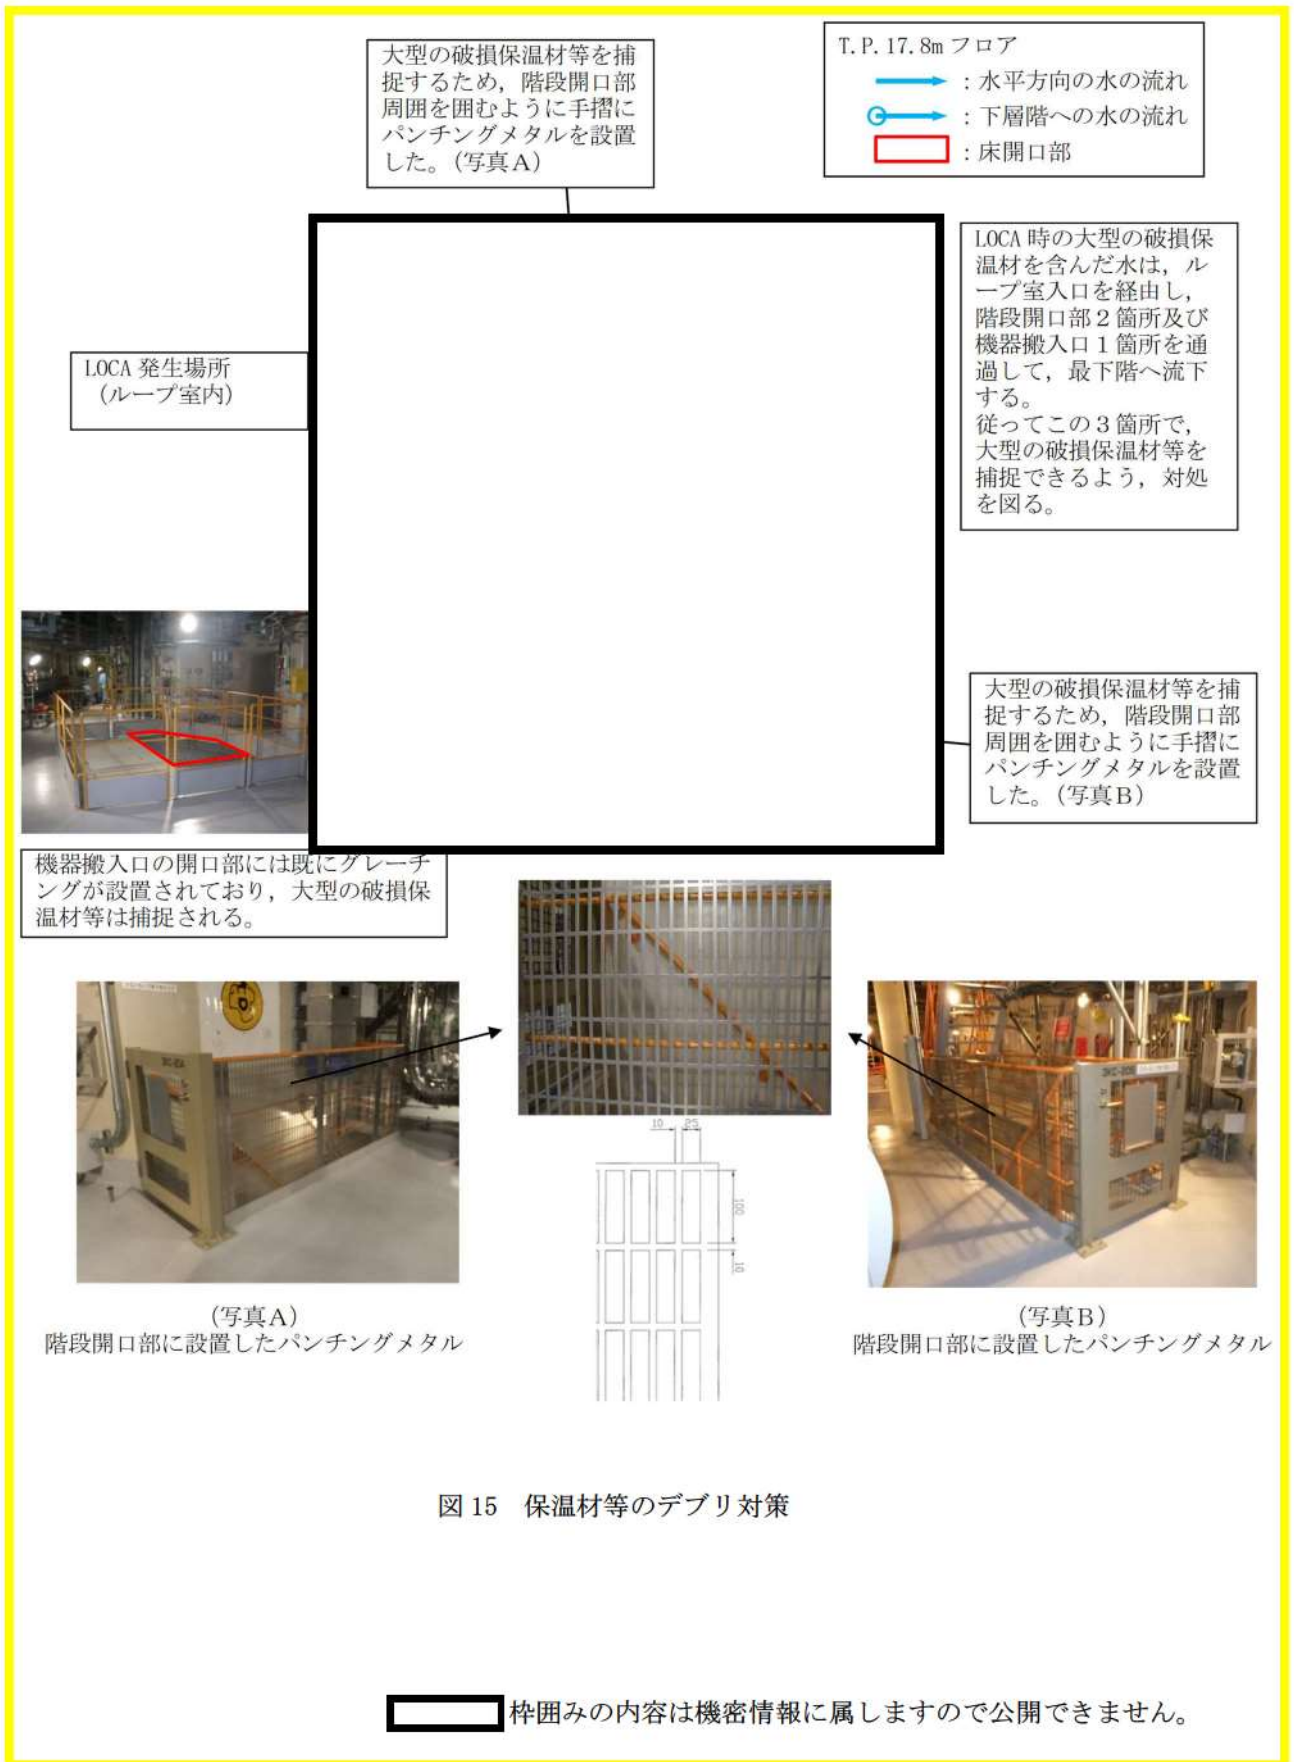 大型の破損保温材等を捕
捉するため，階段開口部
周囲を囲むように手摺に
パンチングメタルを設置
した。（写真A）
T.P.17.8m フロア
：水平方向の水の流れ
：下層階への水の流れ
：床開口部
LOCA 時の大型の破損保
温材を含んだ水は，ル
ープ室入口を経由し，
階段開口部２箇所及び
機器搬入口１箇所を通
過して，最下階へ流下
する。
従ってこの３箇所で，
大型の破損保温材等を
捕捉できるよう，対処
を図る。
LOCA 発生場所
（ループ室内）
大型の破損保温材等を捕
捉するため，階段開口部
周囲を囲むように手摺に
パンチングメタルを設置
した。（写真B）
機器搬入口の開口部には既にグレーチ
ングが設置されており，大型の破損保
温材等は捕捉される。
10 25
100
10
（写真A）
階段開口部に設置したパンチングメタル
（写真B）
階段開口部に設置したパンチングメタル
図 15　保温材等のデブリ対策
枠囲みの内容は機密情報に属しますので公開できません。